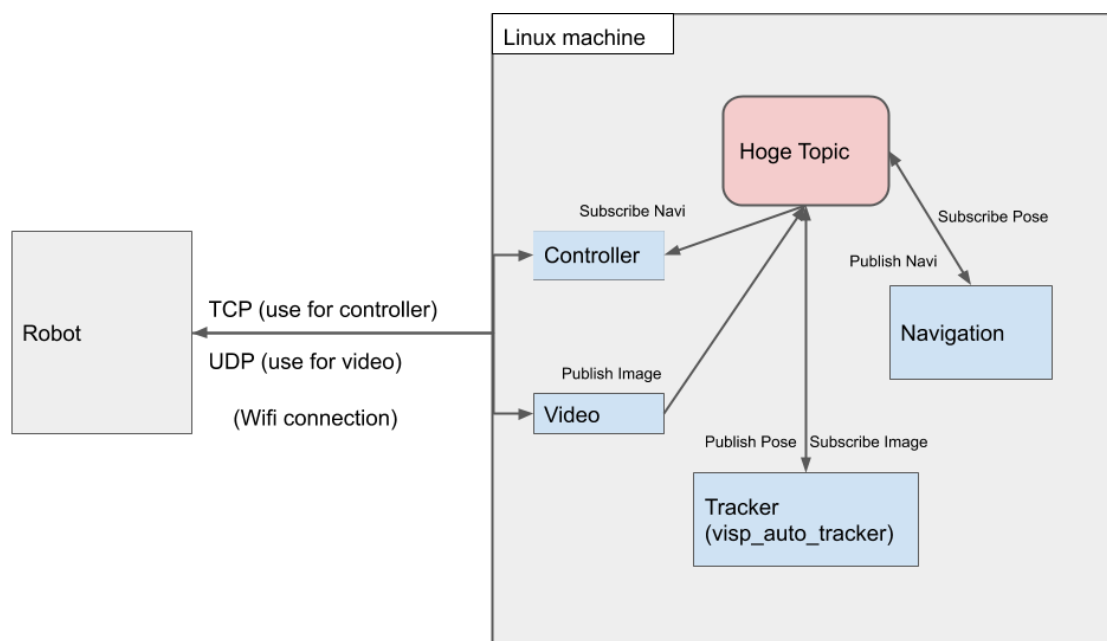 Linux machine
Hoge Topic
Subscribe Navi
Subscribe Pose
Controller
Publish Navi
TCP (use for controller)
Robot
Navigation
UDP (use for video)
Publish Image
(Wifi connection)
Video
Publish Pose
Subscribe Image
Tracker
(visp_auto_tracker)